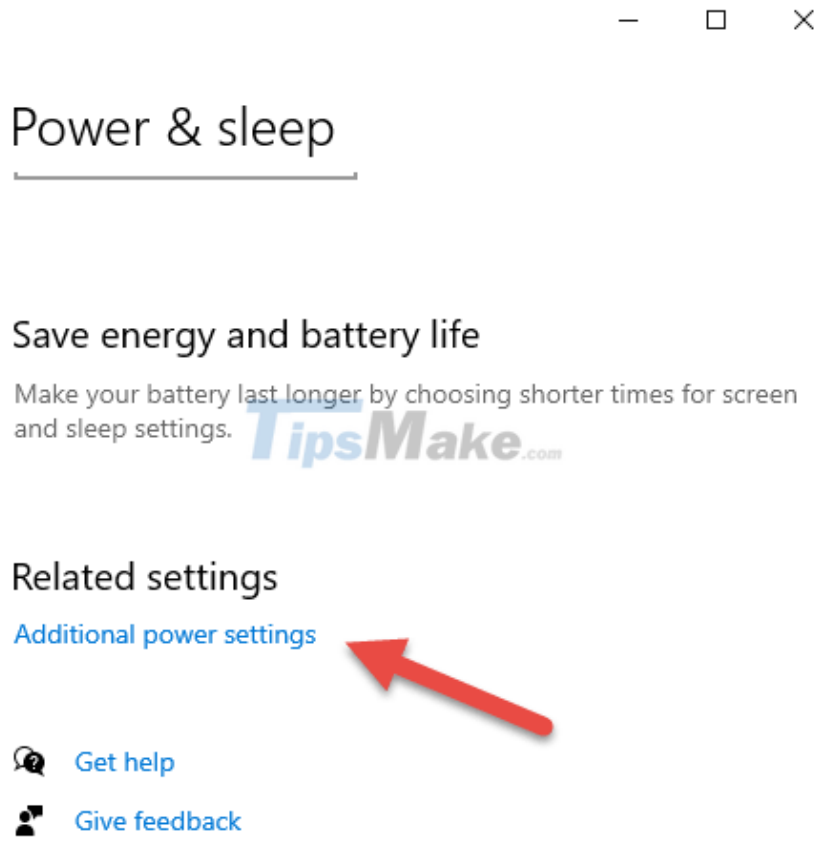 Power & sleep
Save energy and battery life
Make your battery last longer by choosing shorter times for screen
and sleep settings.
TipsMake.com
Related settings
Additional power settings
Get help
Give feedback